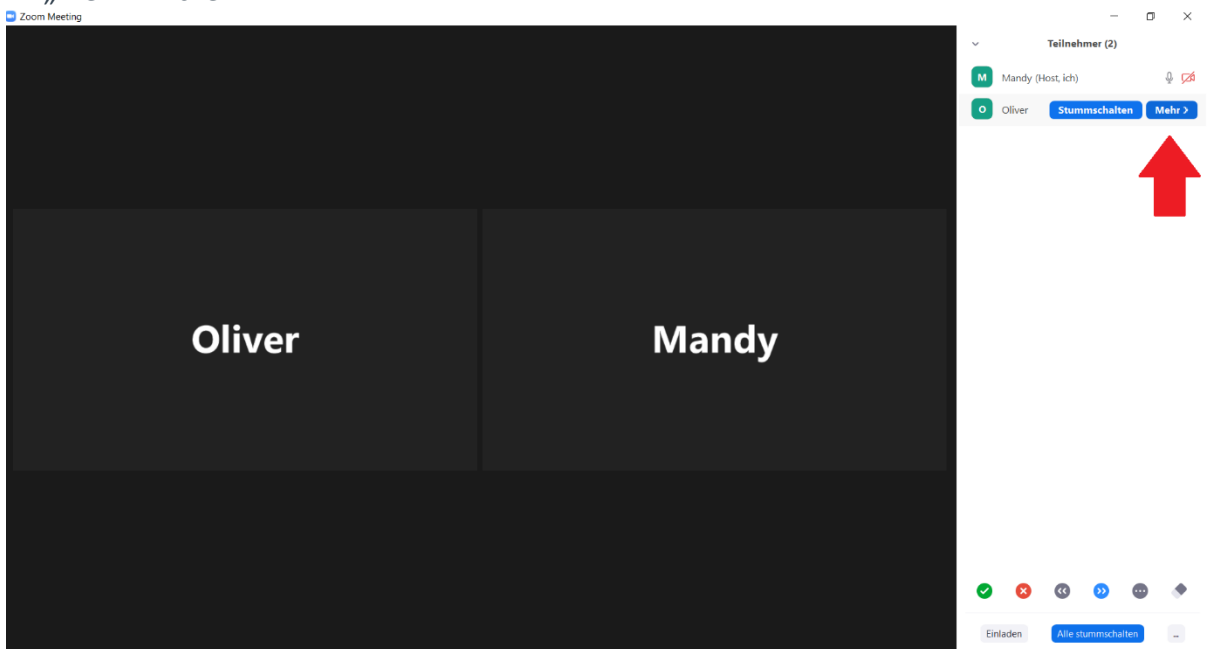 Zoom Meeting
Teilnehmer (2)
M Mandy (Host, ich)
O Oliver Stummschalten Mehr >
Oliver
Mandy
Einladen Alle stummschalten ...